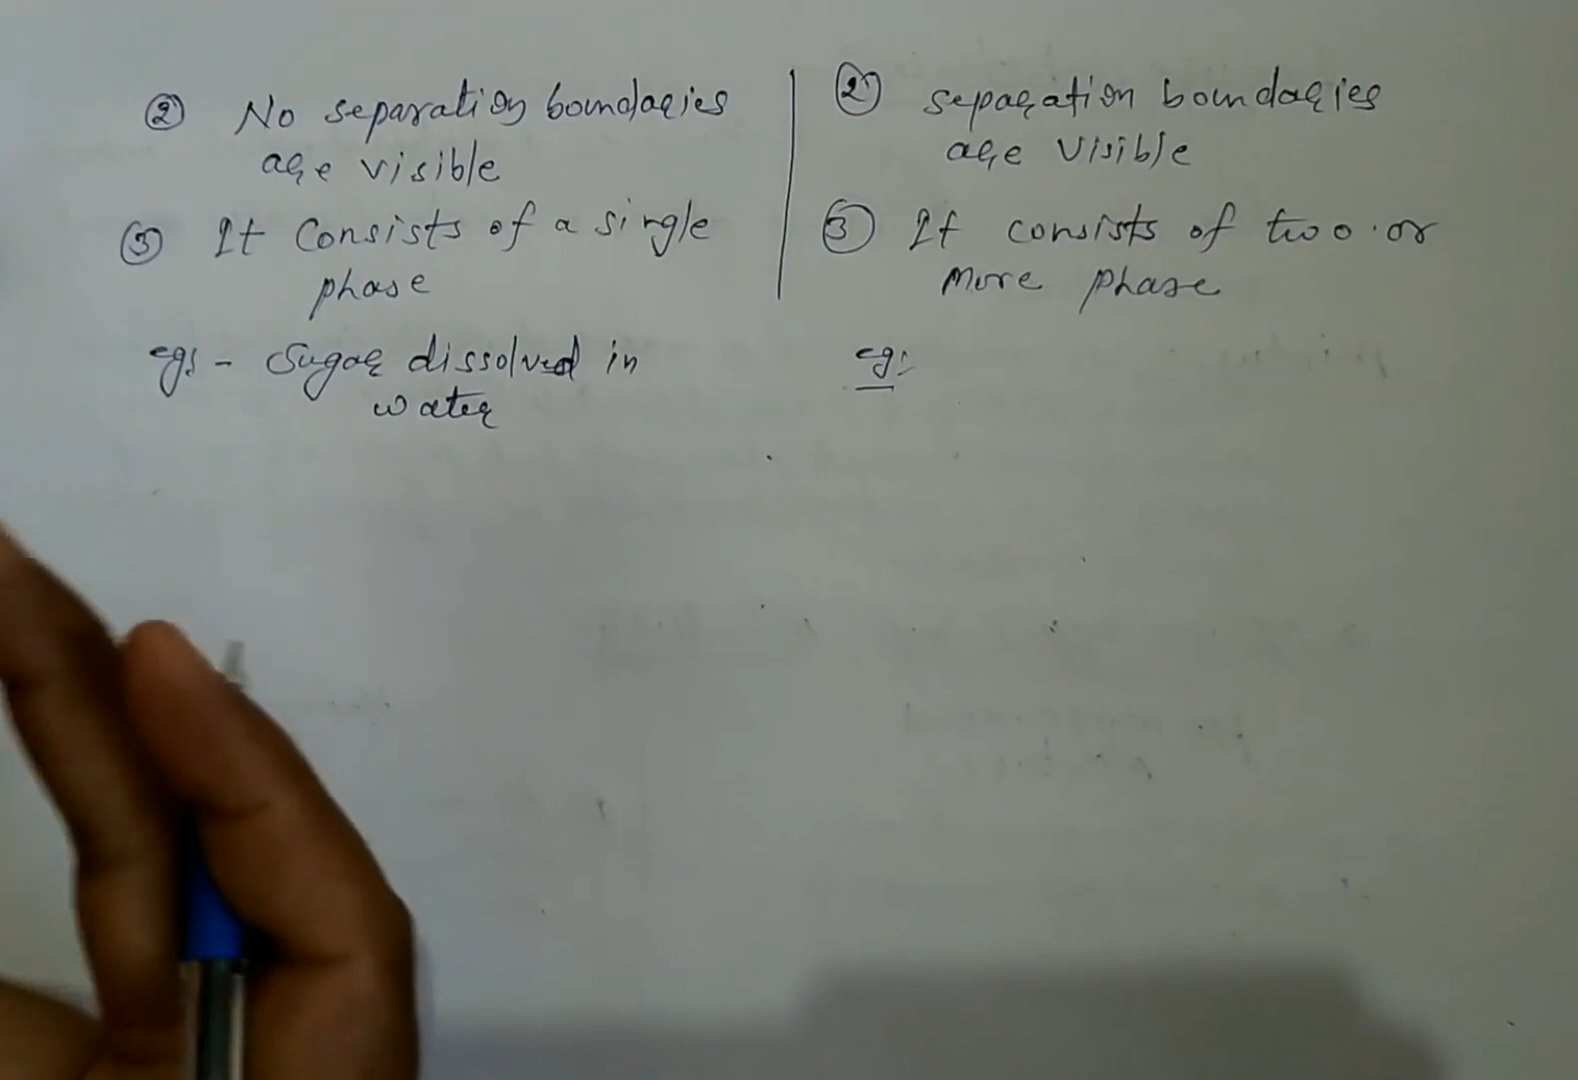 ② No separation boundaries
are visible
③ It Consists of a single
phase
eg:- Sugar dissolved in
water
② separation boundaries
are visible
③ It consists of two or
more phase
eg: